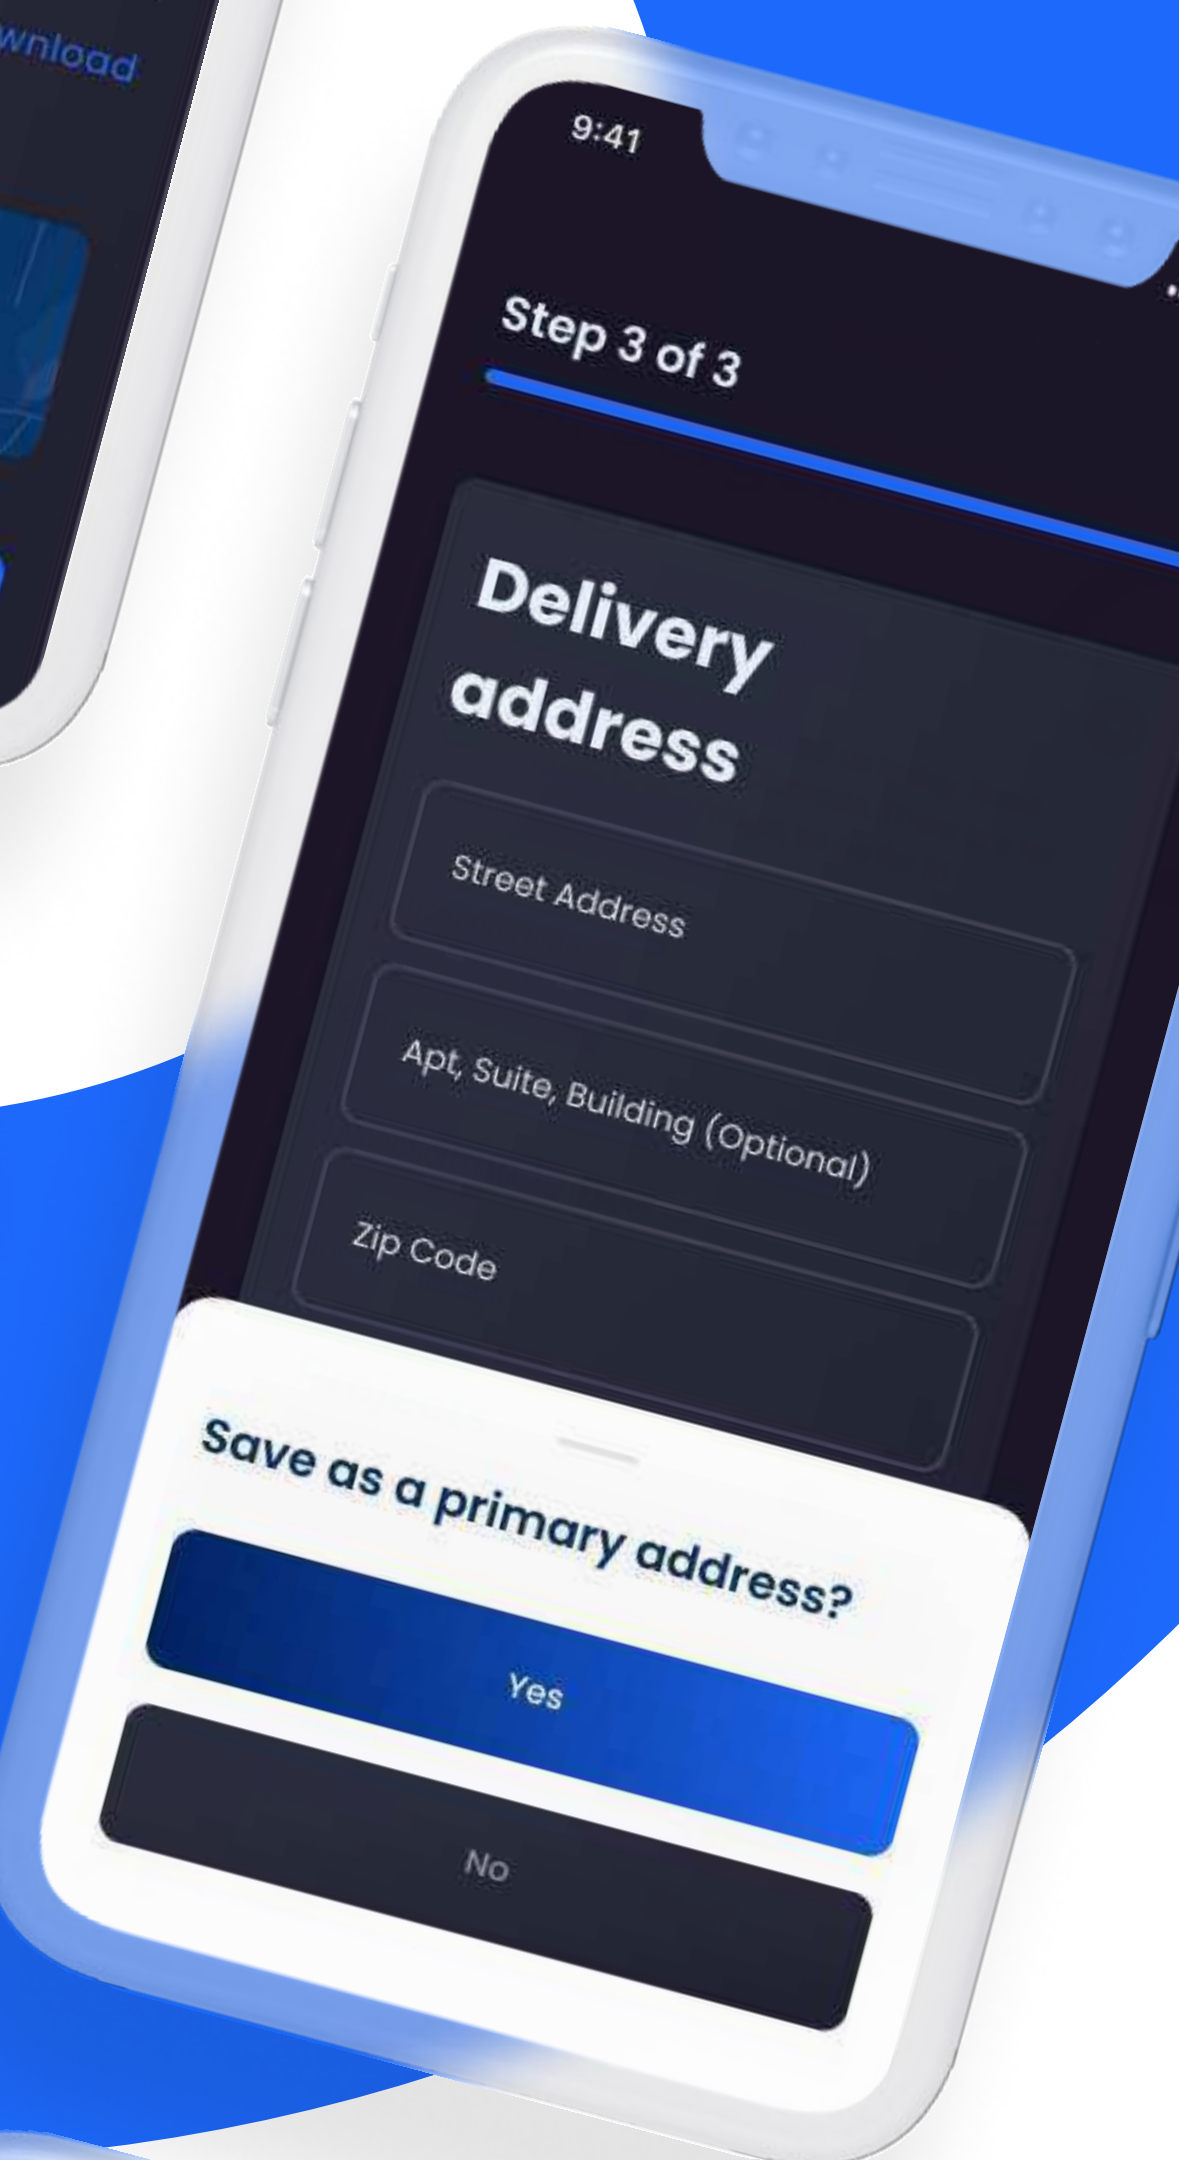 wnload
9:41
Step 3 of 3
Delivery
address
Street Address
Apt, Suite, Building (Optional)
Zip Code
Save as a primary address?
Yes
No